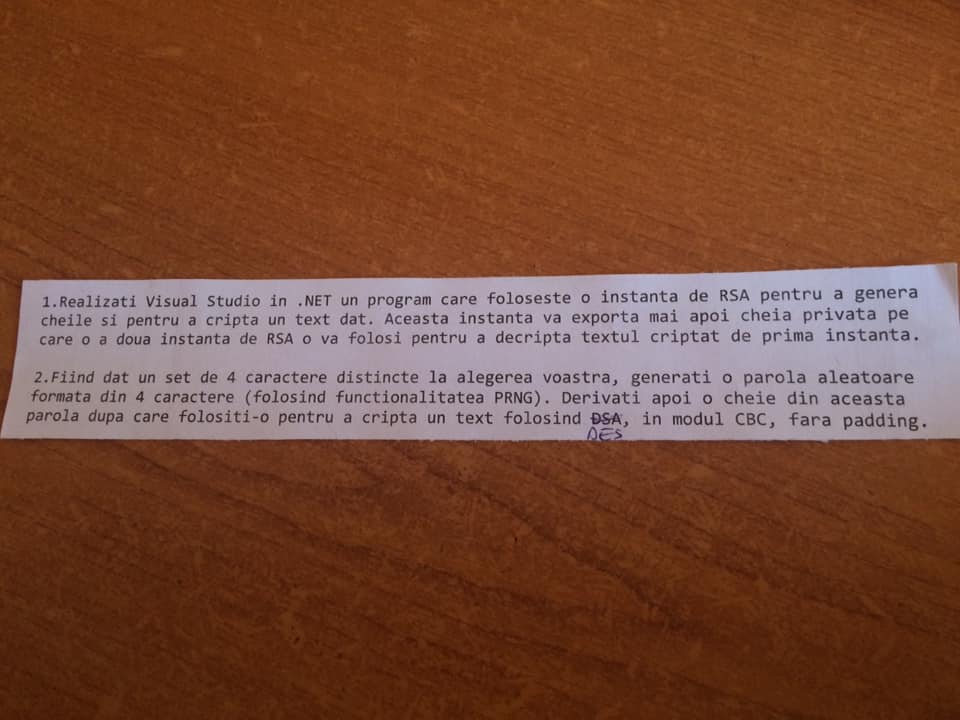 1.Realizati Visual Studio in .NET un program care foloseste o instanta de RSA pentru a genera
cheile si pentru a cripta un text dat. Aceasta instanta va exporta mai apoi cheia privata pe
care o a doua instanta de RSA o va folosi pentru a decripta textul criptat de prima instanta.
2.Fiind dat un set de 4 caractere distincte la alegerea voastra, generati o parola aleatoare
formata din 4 caractere (folosind functionalitatea PRNG). Derivati apoi o cheie din aceasta
parola dupa care folositi-o pentru a cripta un text folosind DSA, in modul CBC, fara padding.
AES